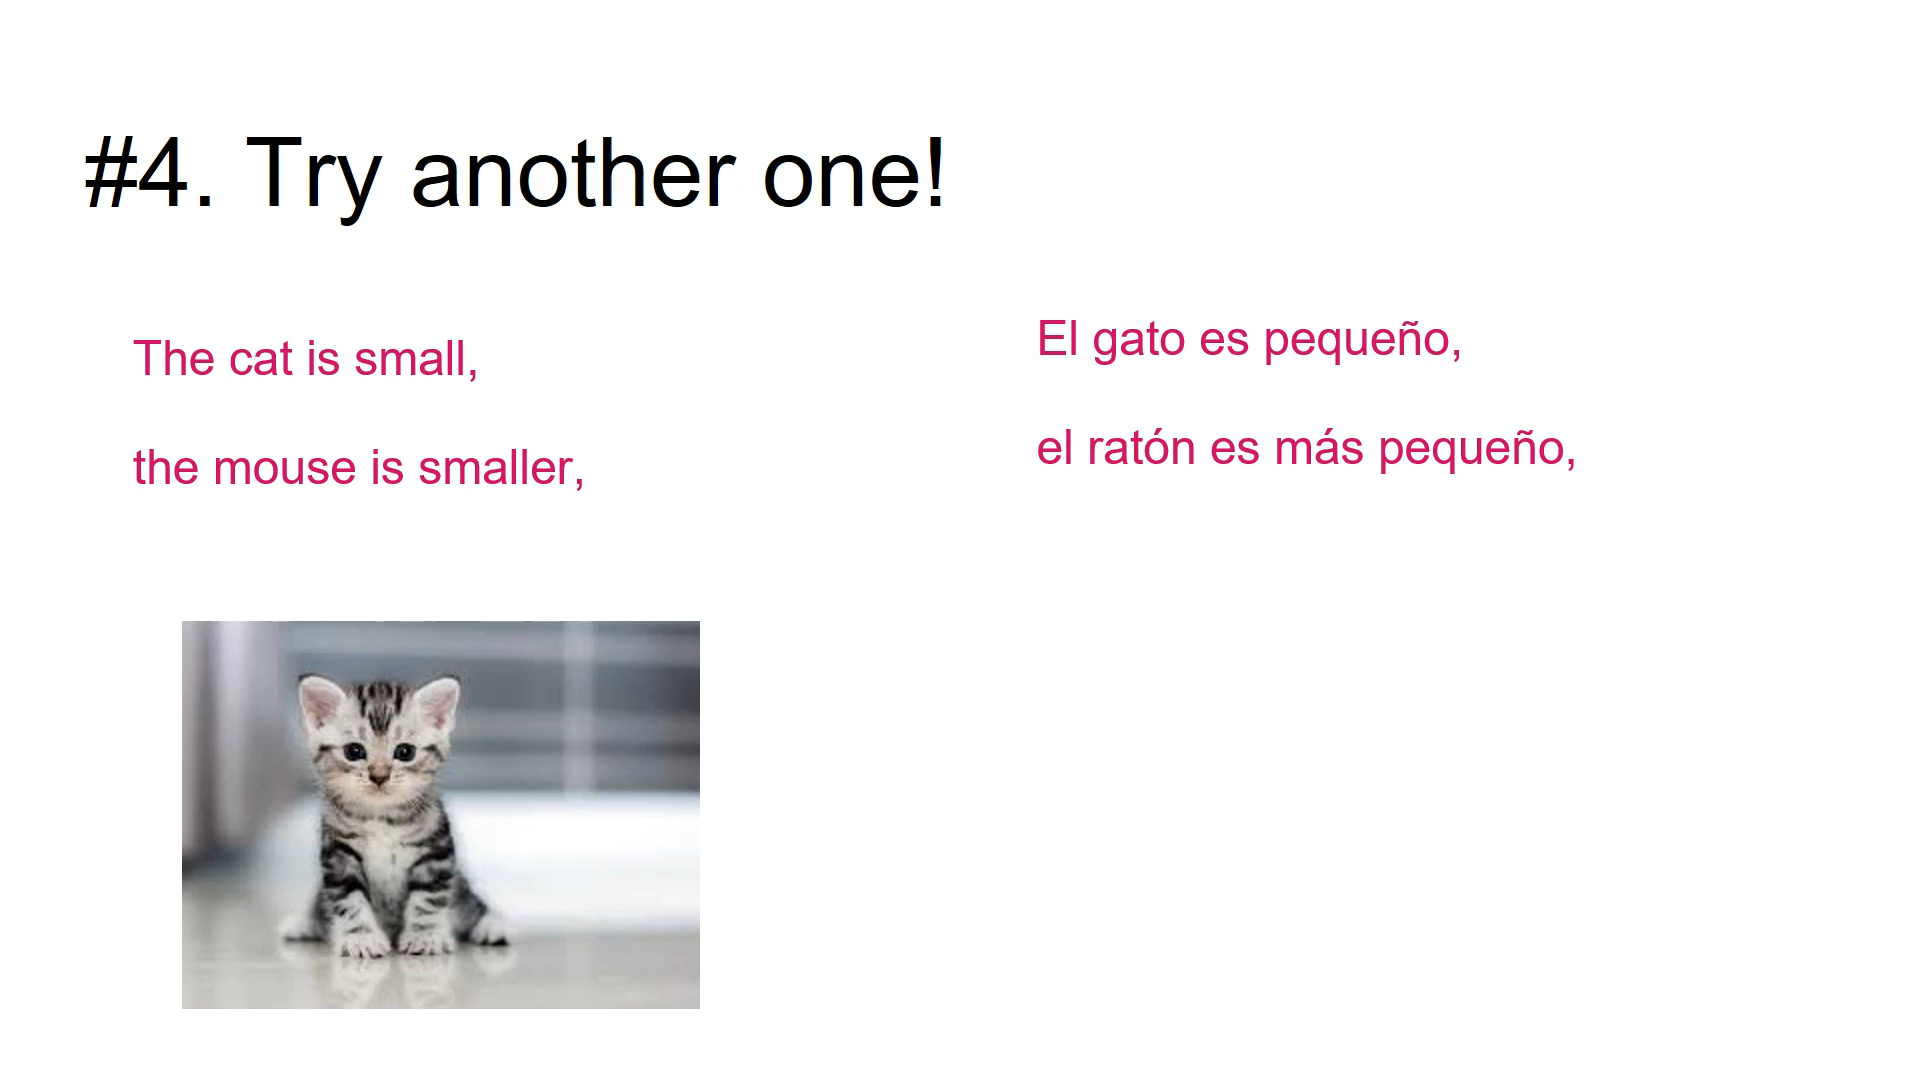 #4. Try another one!
The cat is small,
the mouse is smaller,
El gato es pequeño,
el ratón es más pequeño,